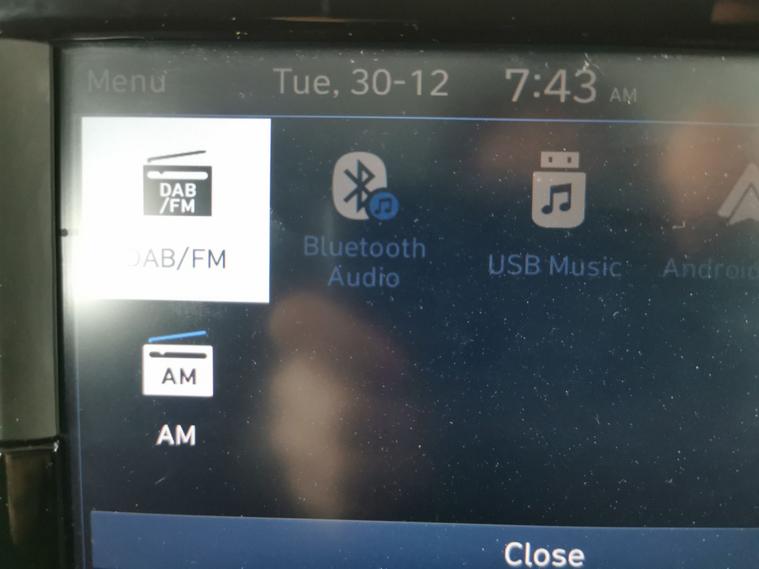 Menu Tue, 30-12 7:43 AM
DAB
/FM
DAB/FM
Bluetooth
Audio
USB Music
AM
AM
Close